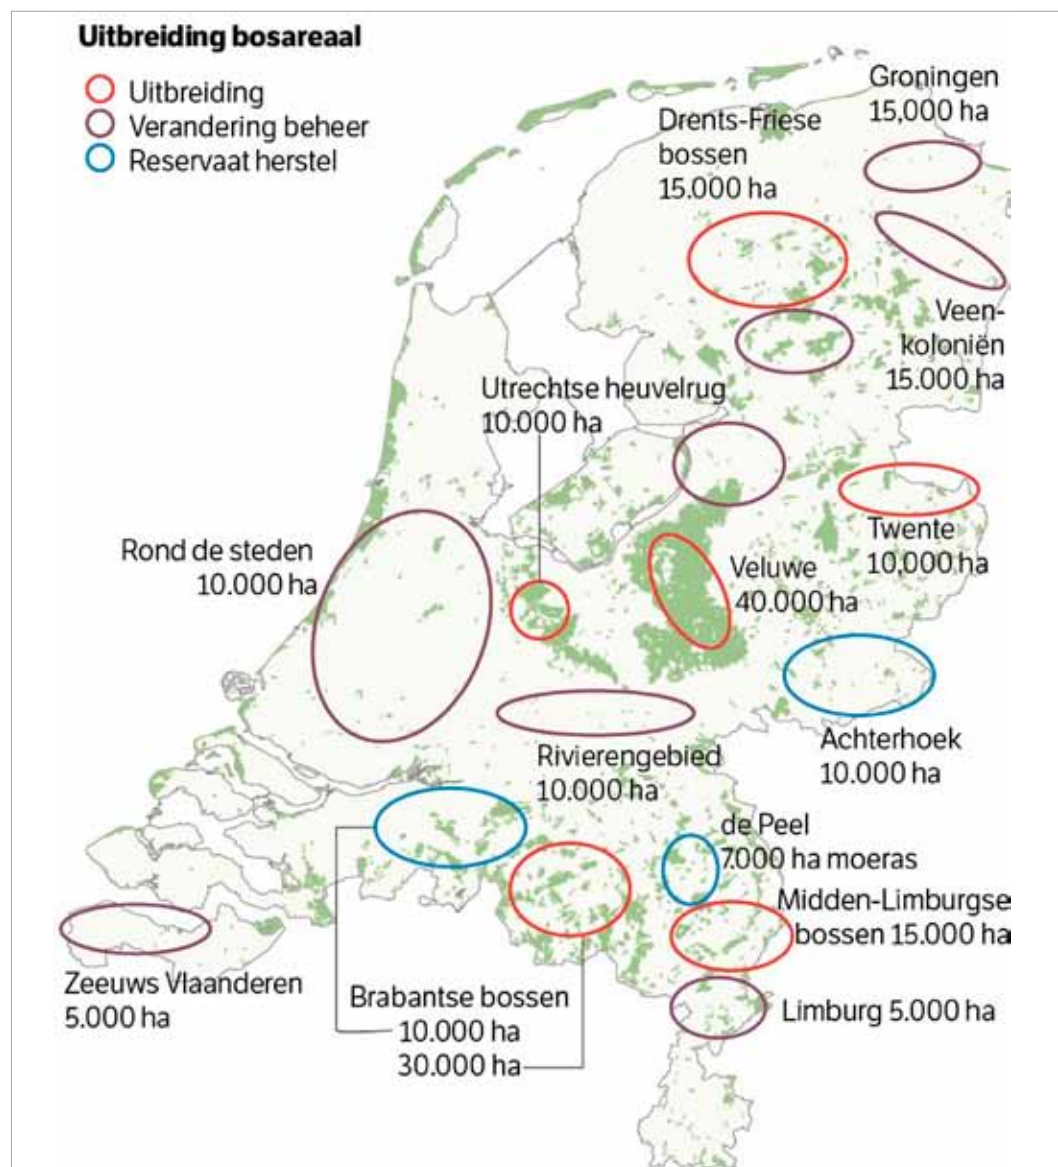 Uitbreiding bosareaal
Uitbreiding
Verandering beheer
Reservaat herstel
Groningen
15,000 ha
Drents-Friese
bossen
15.000 ha
Veen-
koloniën
15.000 ha
Utrechtse heuvelrug
10.000 ha
Twente
10.000 ha
Rond de steden
10.000 ha
Veluwe
40.000 ha
Achterhoek
10.000 ha
Rivierengebied
10.000 ha
de Peel
7.000 ha moeras
Midden-Limburgse
bossen 15.000 ha
Zeeuws Vlaanderen
5.000 ha
Brabantse bossen
10.000 ha
30.000 ha
Limburg 5.000 ha